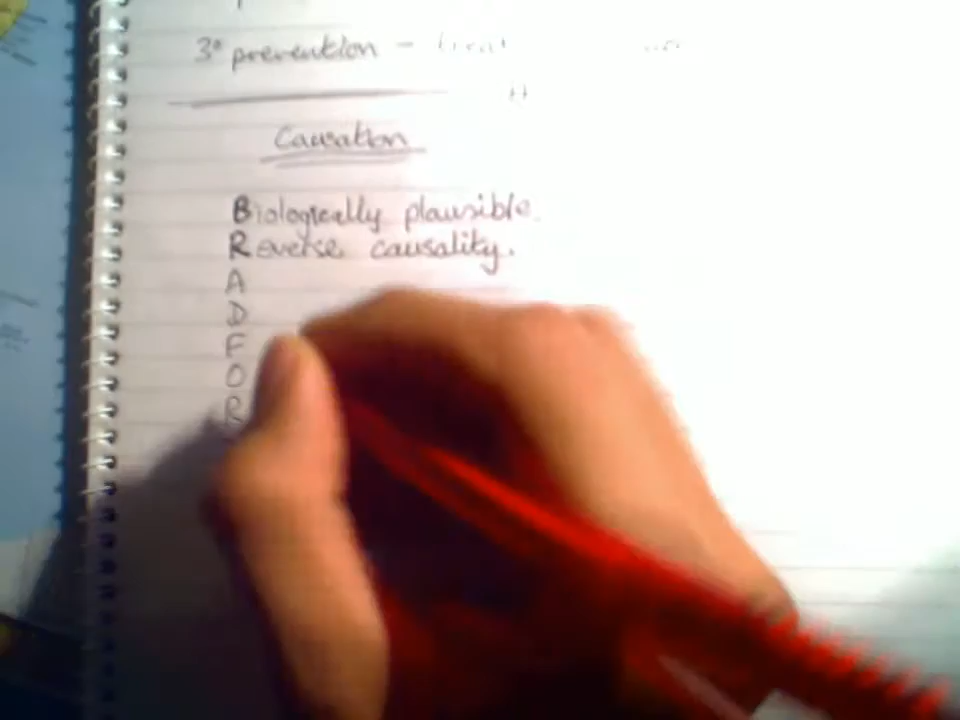 3° prevention -
Causation
Biologically plausible.
Reverse causality.
A
D
F
O
R